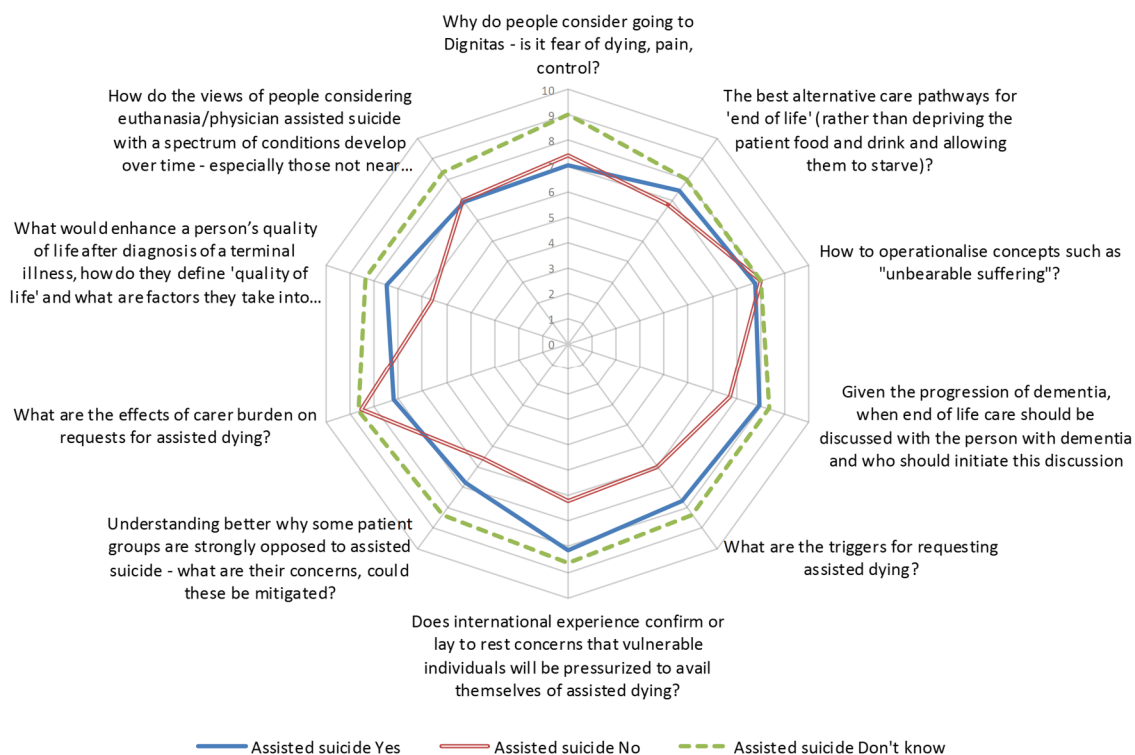 Why do people consider going to
Dignitas - is it fear of dying, pain,
control?
The best alternative care pathways for
'end of life' (rather than depriving the
patient food and drink and allowing
them to starve)?
How to operationalise concepts such as
"unbearable suffering"?
Given the progression of dementia,
when end of life care should be
discussed with the person with dementia
and who should initiate this discussion
What are the triggers for requesting
assisted dying?
Does international experience confirm or
lay to rest concerns that vulnerable
individuals will be pressurized to avail
themselves of assisted dying?
Understanding better why some patient
groups are strongly opposed to assisted
suicide - what are their concerns, could
these be mitigated?
What are the effects of carer burden on
requests for assisted dying?
What would enhance a person’s quality
of life after diagnosis of a terminal
illness, how do they define 'quality of
life' and what are factors they take into...
How do the views of people considering
euthanasia/physician assisted suicide
with a spectrum of conditions develop
over time - especially those not near...
10
9
8
7
6
5
4
3
2
1
0
Assisted suicide Yes
Assisted suicide No
Assisted suicide Don't know